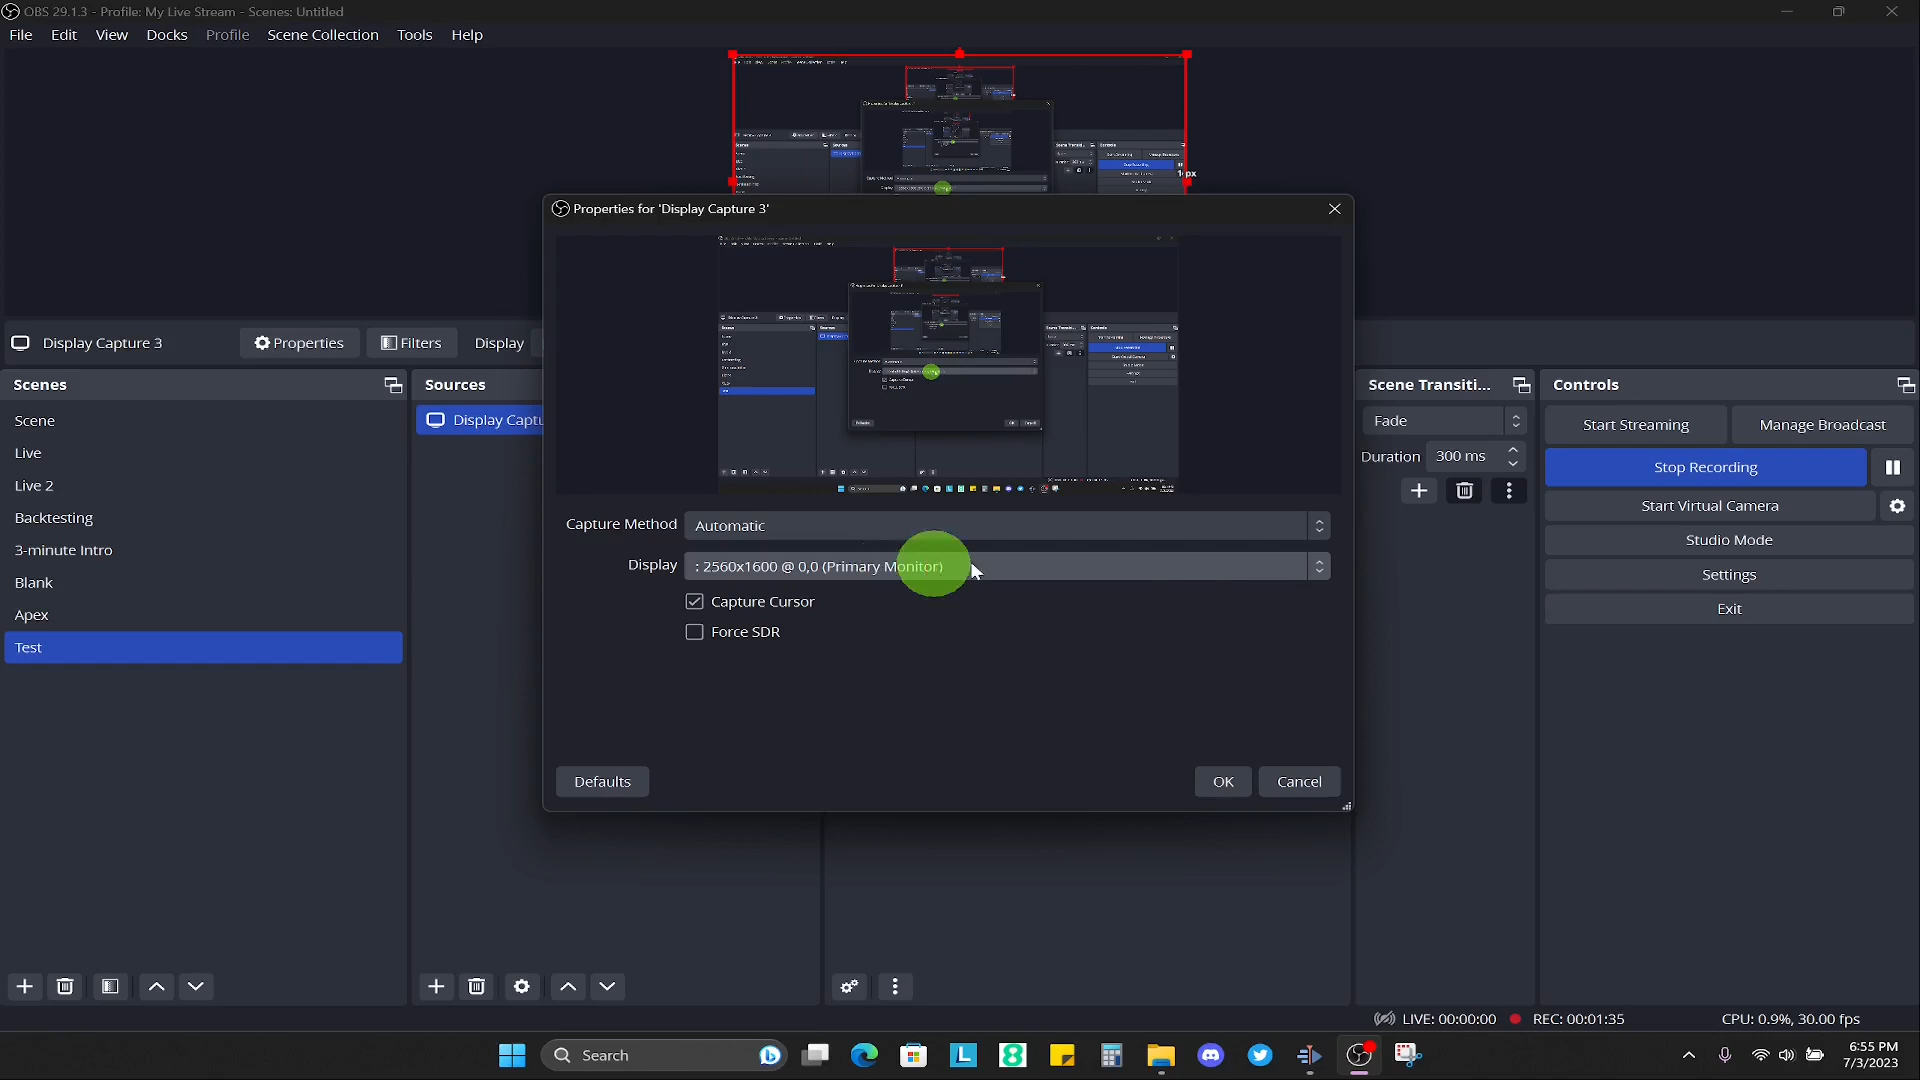 OBS 29.1.3 - Profile: My Live Stream - Scenes: Untitled
File Edit View Docks Profile Scene Collection Tools Help
Properties for 'Display Capture 3'
Display Capture 3 Properties Filters Display
Scenes
Scene
Live
Live 2
Backtesting
3-minute Intro
Blank
Apex
Test
Sources
Display Captu
Capture Method Automatic
Display : 2560x1600 @ 0,0 (Primary Monitor)
Capture Cursor
Force SDR
Defaults OK Cancel
Scene Transiti...
Fade
Duration 300 ms
Controls
Start Streaming Manage Broadcast
Stop Recording
Start Virtual Camera
Studio Mode
Settings
Exit
LIVE: 00:00:00 REC: 00:01:35 CPU: 0.9%, 30.00 fps
Search
6:55 PM
7/3/2023